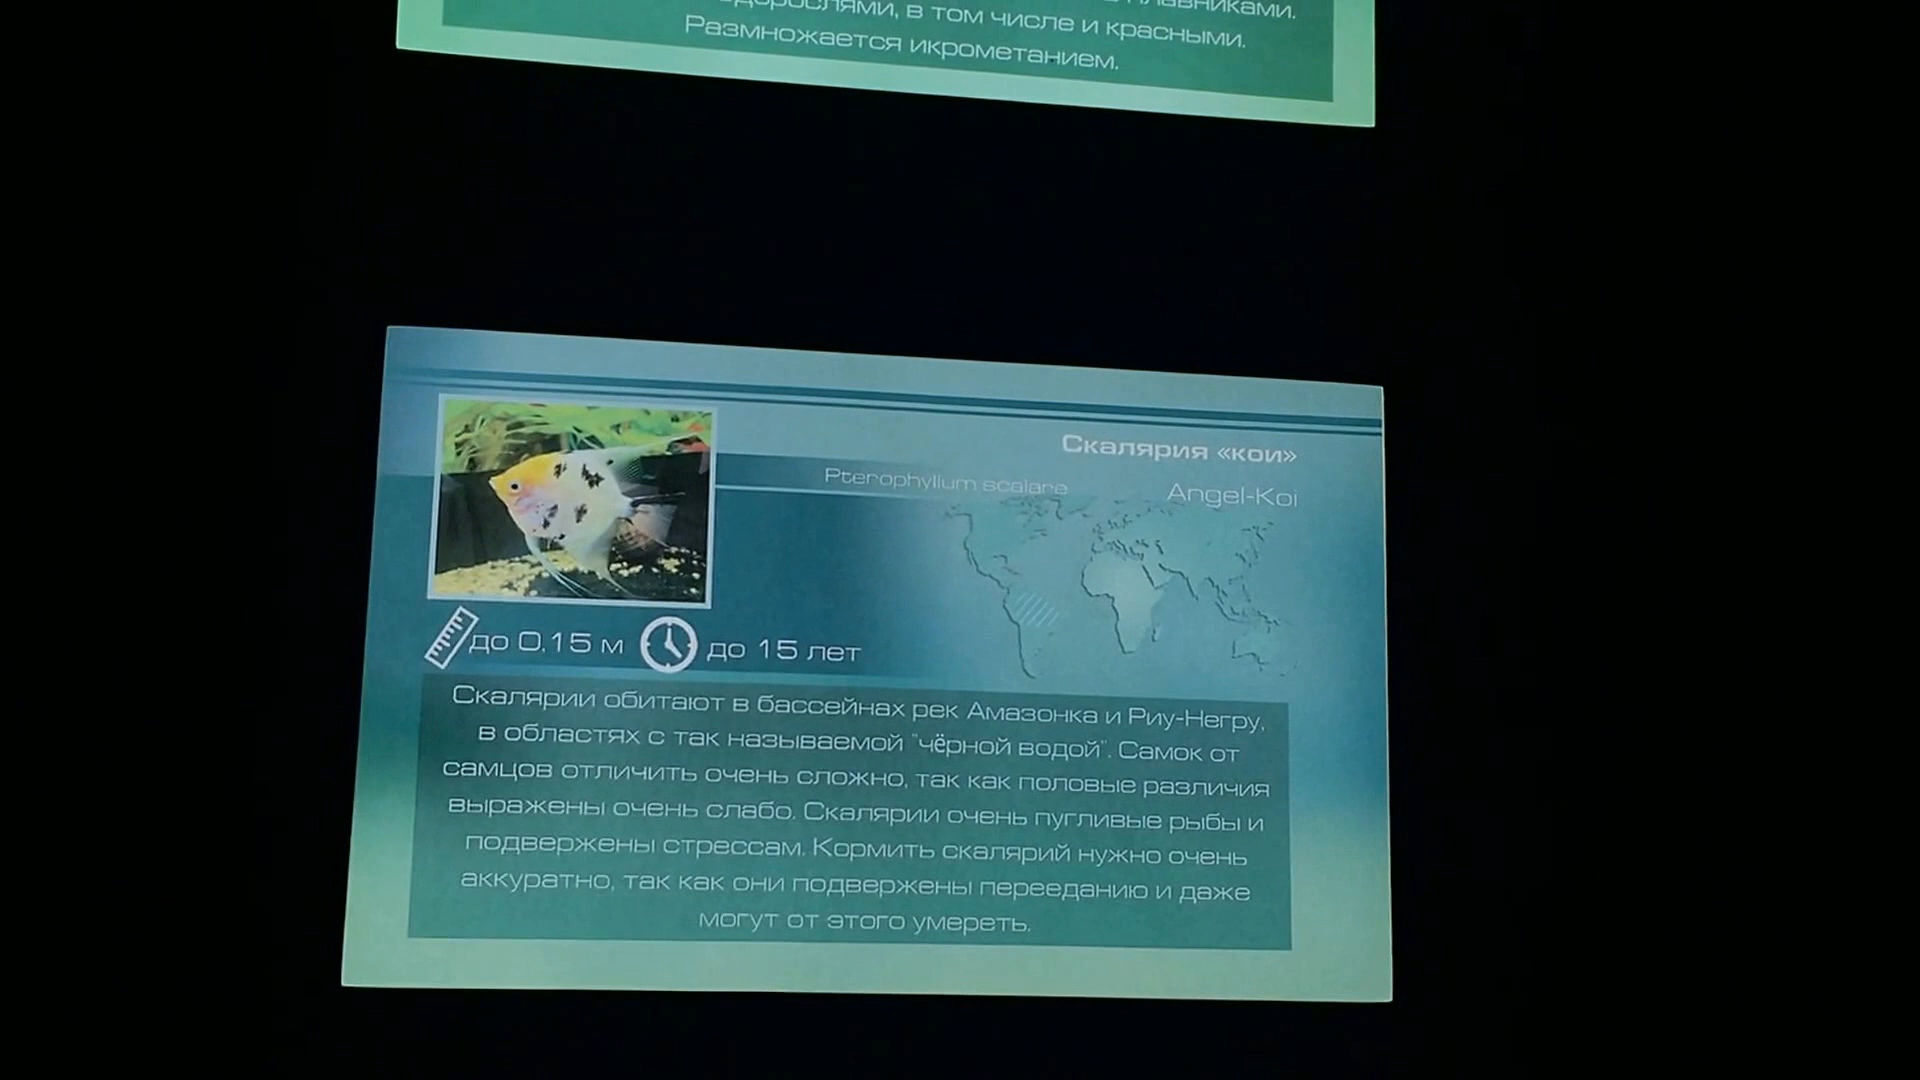 плавниками.
в том числе и красными.
Размножается икрометанием.
Скалярия «кои»
Pterophyllum scalare
Angel-Koi
до 0.15 м
до 15 лет
Скалярии обитают в бассейнах рек Амазонка и Риу-Негру,
в областях с так называемой "чёрной водой". Самок от
самцов отличить очень сложно, так как половые различия
выражены очень слабо. Скалярии очень пугливые рыбы и
подвержены стрессам. Кормить скалярий нужно очень
аккуратно, так как они подвержены перееданию и даже
могут от этого умереть.